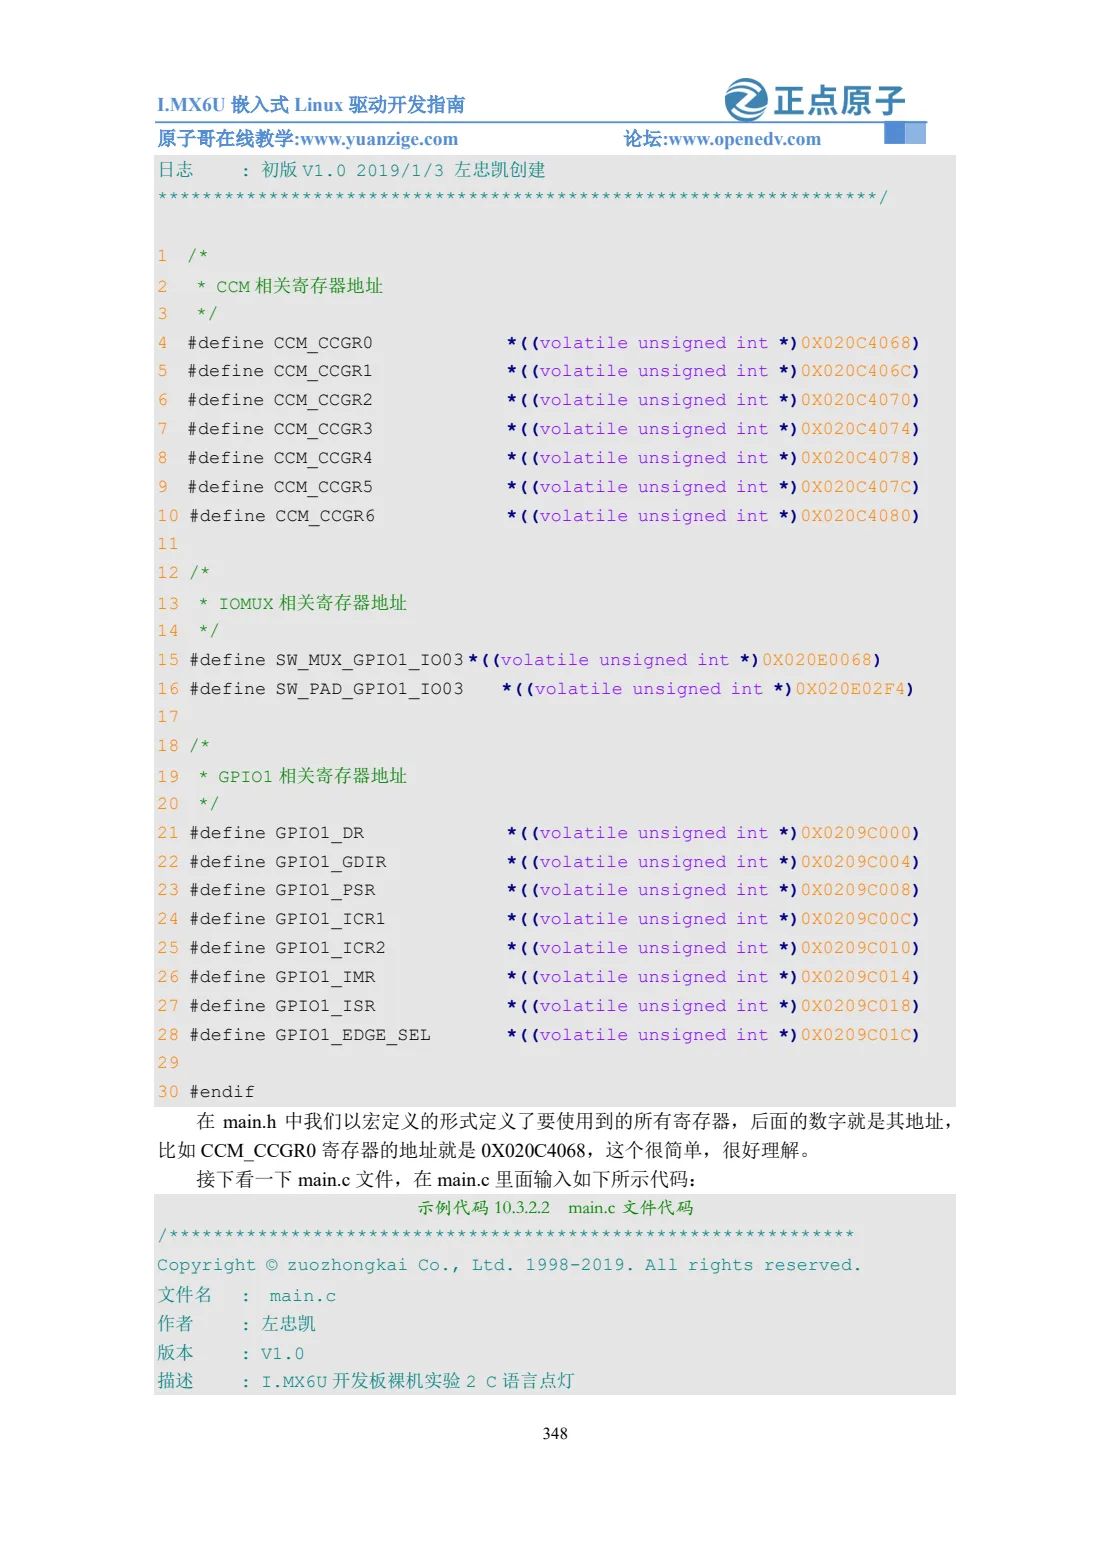 I.MX6U 嵌入式 Linux 驱动开发指南
正点原子
原子哥在线教学:www.yuanzige.com 论坛:www.openedv.com
日志 : 初版 V1.0 2019/1/3 左忠凯创建
*****************************************************************/
1 /*
2 * CCM 相关寄存器地址
3 */
4 #define CCM_CCGR0 *((volatile unsigned int *)0X020C4068)
5 #define CCM_CCGR1 *((volatile unsigned int *)0X020C406C)
6 #define CCM_CCGR2 *((volatile unsigned int *)0X020C4070)
7 #define CCM_CCGR3 *((volatile unsigned int *)0X020C4074)
8 #define CCM_CCGR4 *((volatile unsigned int *)0X020C4078)
9 #define CCM_CCGR5 *((volatile unsigned int *)0X020C407C)
10 #define CCM_CCGR6 *((volatile unsigned int *)0X020C4080)
11
12 /*
13 * IOMUX 相关寄存器地址
14 */
15 #define SW_MUX_GPIO1_IO03 *((volatile unsigned int *)0X020E0068)
16 #define SW_PAD_GPIO1_IO03 *((volatile unsigned int *)0X020E02F4)
17
18 /*
19 * GPIO1 相关寄存器地址
20 */
21 #define GPIO1_DR *((volatile unsigned int *)0X0209C000)
22 #define GPIO1_GDIR *((volatile unsigned int *)0X0209C004)
23 #define GPIO1_PSR *((volatile unsigned int *)0X0209C008)
24 #define GPIO1_ICR1 *((volatile unsigned int *)0X0209C00C)
25 #define GPIO1_ICR2 *((volatile unsigned int *)0X0209C010)
26 #define GPIO1_IMR *((volatile unsigned int *)0X0209C014)
27 #define GPIO1_ISR *((volatile unsigned int *)0X0209C018)
28 #define GPIO1_EDGE_SEL *((volatile unsigned int *)0X0209C01C)
29
30 #endif
在 main.h 中我们以宏定义的形式定义了要使用到的所有寄存器，后面的数字就是其地址，
比如 CCM_CCGR0 寄存器的地址就是 0X020C4068，这个很简单，很好理解。
接下看一下 main.c 文件，在 main.c 里面输入如下所示代码：
示例代码 10.3.2.2 main.c 文件代码
/**************************************************************
Copyright © zuozhongkai Co., Ltd. 1998-2019. All rights reserved.
文件名 : main.c
作者 : 左忠凯
版本 : V1.0
描述 : I.MX6U 开发板裸机实验 2 C 语言点灯
348